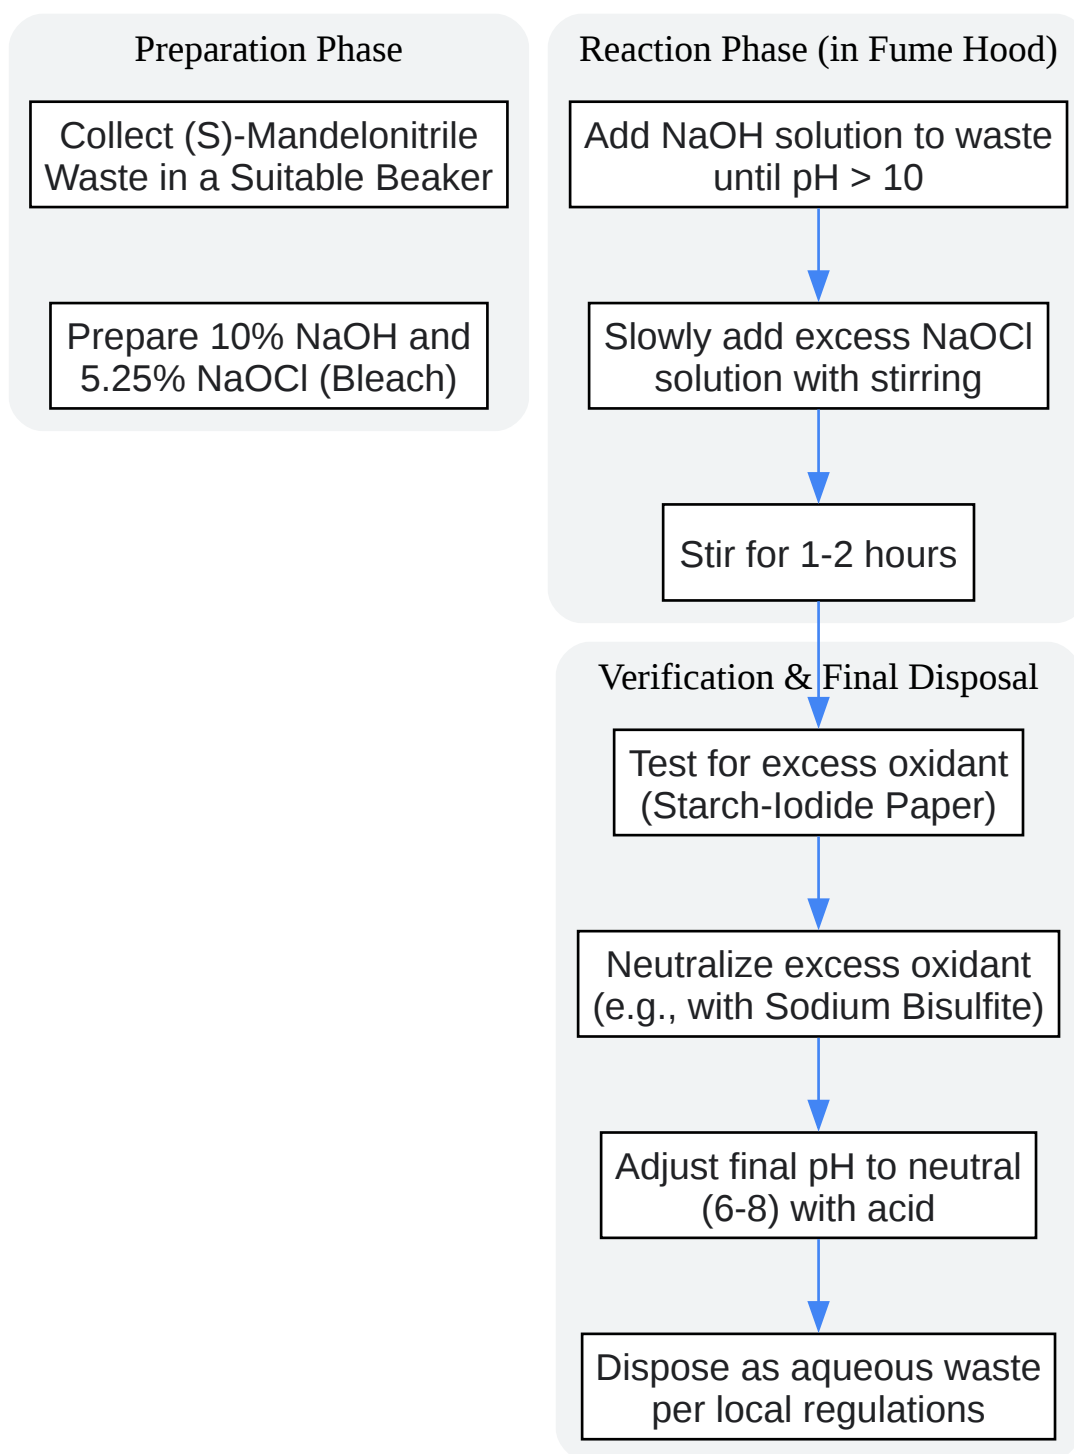 Preparation Phase
Collect (S)-Mandelonitrile
Waste in a Suitable Beaker
Prepare 10% NaOH and
5.25% NaOCl (Bleach)
Reaction Phase (in Fume Hood)
Add NaOH solution to waste
until pH > 10
Slowly add excess NaOCl
solution with stirring
Stir for 1-2 hours
Verification & Final Disposal
Test for excess oxidant
(Starch-Iodide Paper)
Neutralize excess oxidant
(e.g., with Sodium Bisulfite)
Adjust final pH to neutral
(6-8) with acid
Dispose as aqueous waste
per local regulations